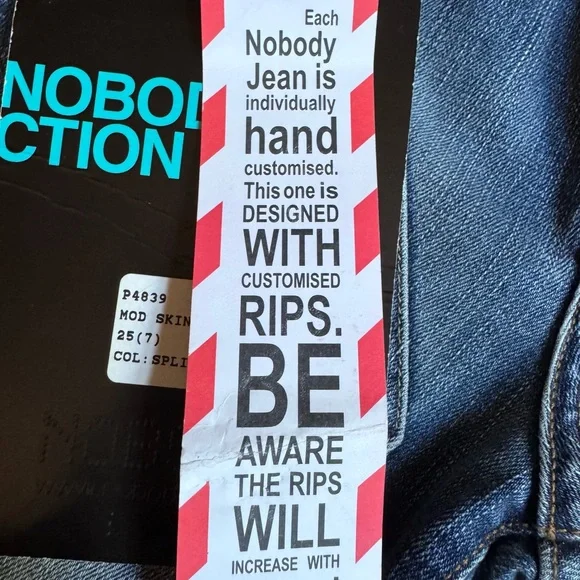 NOBOD
CTION
P4839
MOD SKIN
25(7)
COL:SPLI
Each
Nobody
Jean is
individually
hand
customised.
This one is
DESIGNED
WITH
CUSTOMISED
RIPS.
BE
AWARE
THE RIPS
WILL
INCREASE WITH